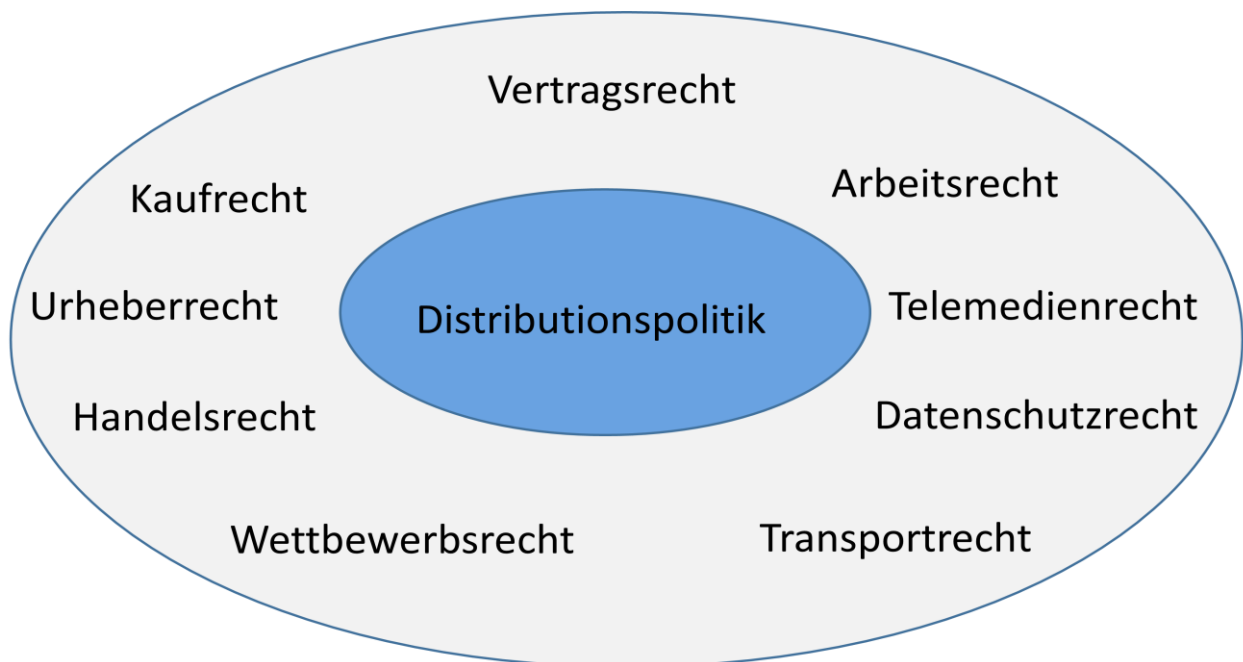 Vertragsrecht
Kaufrecht
Arbeitsrecht
Urheberrecht
Distributionspolitik
Telemedienrecht
Handelsrecht
Datenschutzrecht
Wettbewerbsrecht
Transportrecht